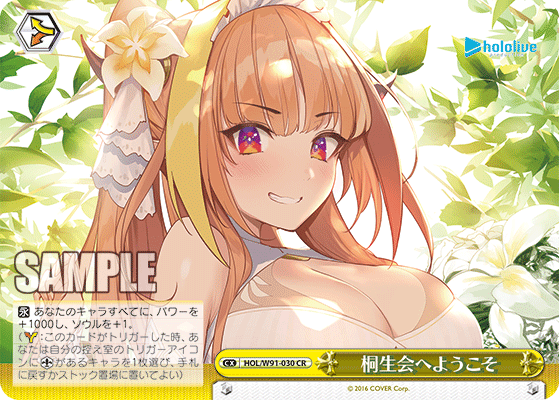 hololive
SAMPLE
永 あなたのキャラすべてに、パワーを
+1000し、ソウルを+1。
(:このカードがトリガーした時、あ
なたは自分の控え室のトリガーアイコ
ンにがあるキャラを1枚選び、手札
に戻すかストック置場に置いてよい)
CX HOL/W91-030 CR 桐生会へようこそ
© 2016 COVER Corp.